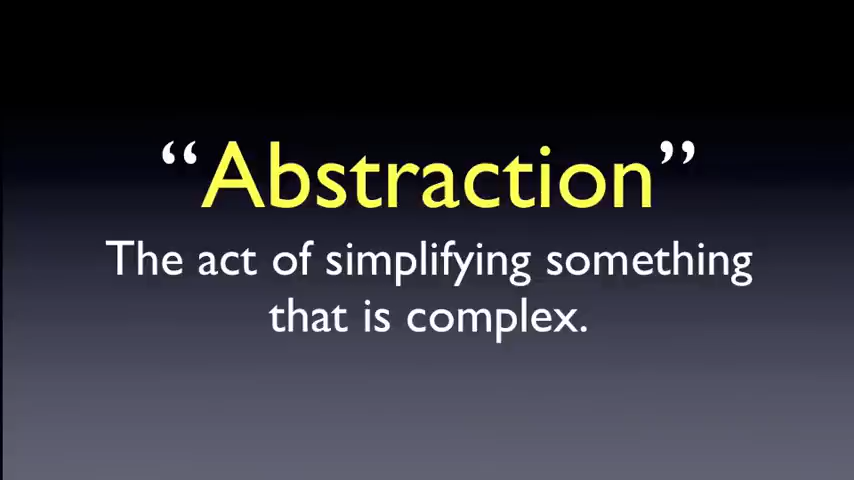 “Abstraction”
The act of simplifying something
that is complex.